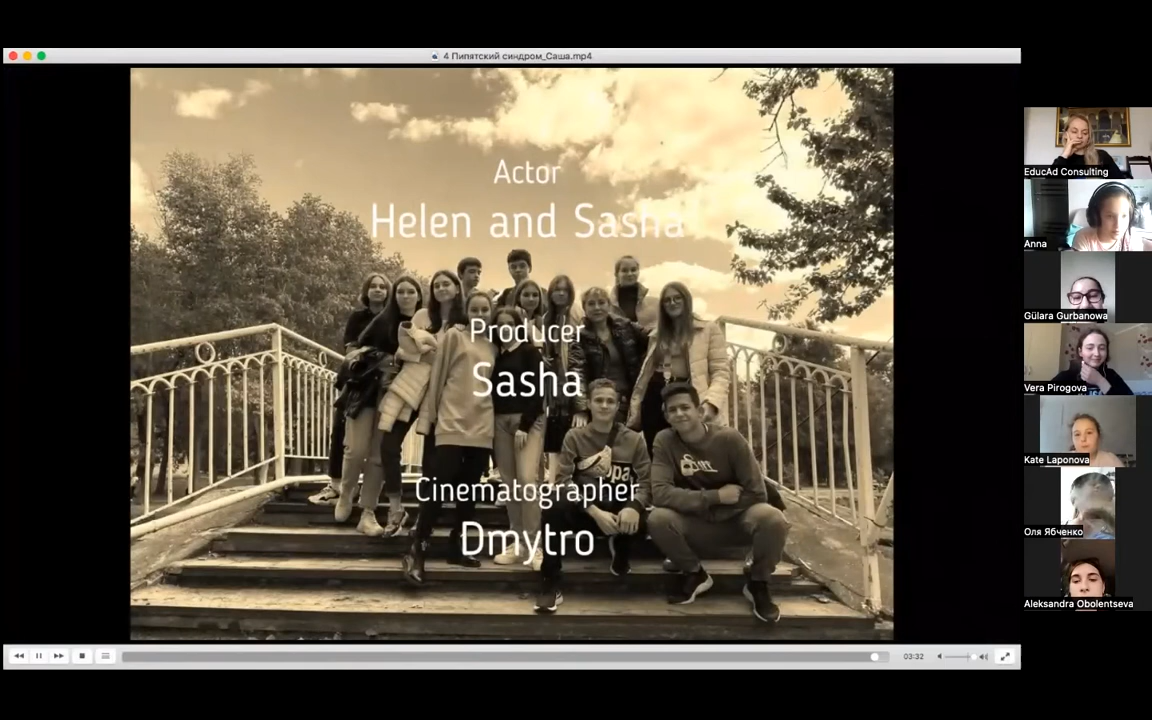 4 Пипятский синдром_Саша.mp4
Actor
Helen and Sasha
Producer
Sasha
Cinematographer
Dmytro
03:32
EducAd Consulting
Anna
Gülara Gurbanowa
Vera Pirogova
Kate Laponova
Оля Ябченко
Aleksandra Obolentseva